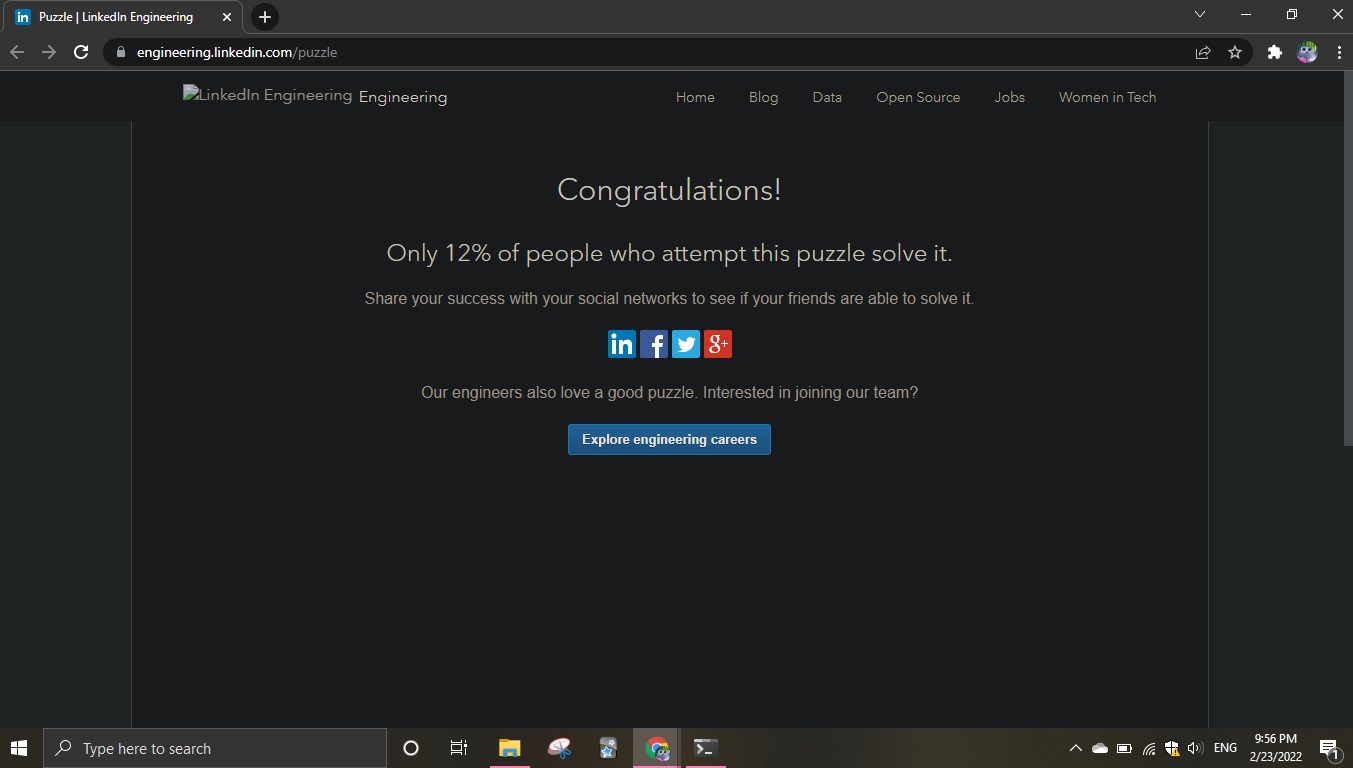 Puzzle | LinkedIn Engineering
engineering.linkedin.com/puzzle
LinkedIn Engineering Engineering Home Blog Data Open Source Jobs Women in Tech
Congratulations!
Only 12% of people who attempt this puzzle solve it.
Share your success with your social networks to see if your friends are able to solve it.
in f g+
Our engineers also love a good puzzle. Interested in joining our team?
Explore engineering careers
Type here to search
ENG
9:56 PM
2/23/2022
1